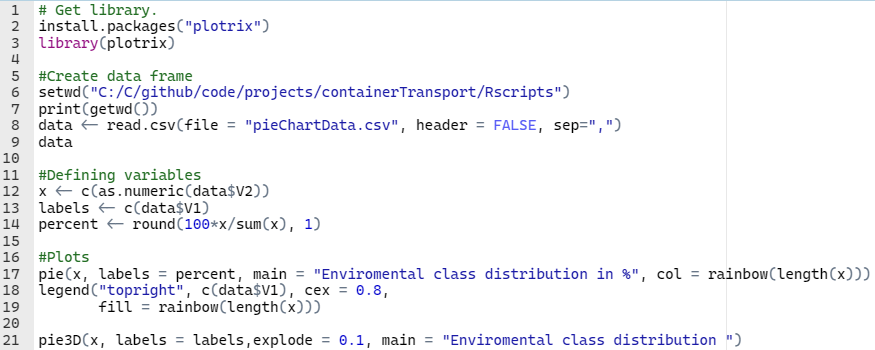 1 # Get library.
2 install.packages("plotrix")
3 library(plotrix)
4
5 #Create data frame
6 setwd("C:/C/github/code/projects/containerTransport/Rscripts")
7 print(getwd())
8 data <- read.csv(file = "pieChartData.csv", header = FALSE, sep=",")
9 data
10
11 #Defining variables
12 x <- c(as.numeric(data$V2))
13 labels <- c(data$V1)
14 percent <- round(100*x/sum(x), 1)
15
16 #Plots
17 pie(x, labels = percent, main = "Enviromental class distribution in %", col = rainbow(length(x)))
18 legend("topright", c(data$V1), cex = 0.8,
19        fill = rainbow(length(x)))
20
21 pie3D(x, labels = labels,explode = 0.1, main = "Enviromental class distribution ")